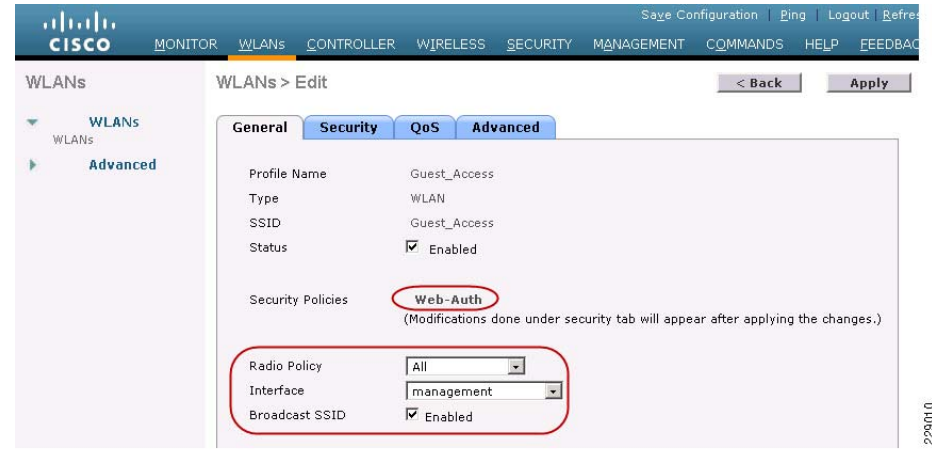 Save Configuration | Ping | Logout | Refre
CISCO MONITOR WLANs CONTROLLER WIRELESS SECURITY MANAGEMENT COMMANDS HELP FEEDBAC
WLANs
WLANs
WLANs
Advanced
WLANs > Edit
< Back Apply
General Security QoS Advanced
Profile Name Guest_Access
Type WLAN
SSID Guest_Access
Status Enabled
Security Policies Web-Auth
(Modifications done under security tab will appear after applying the changes.)
Radio Policy All
Interface management
Broadcast SSID Enabled
229010